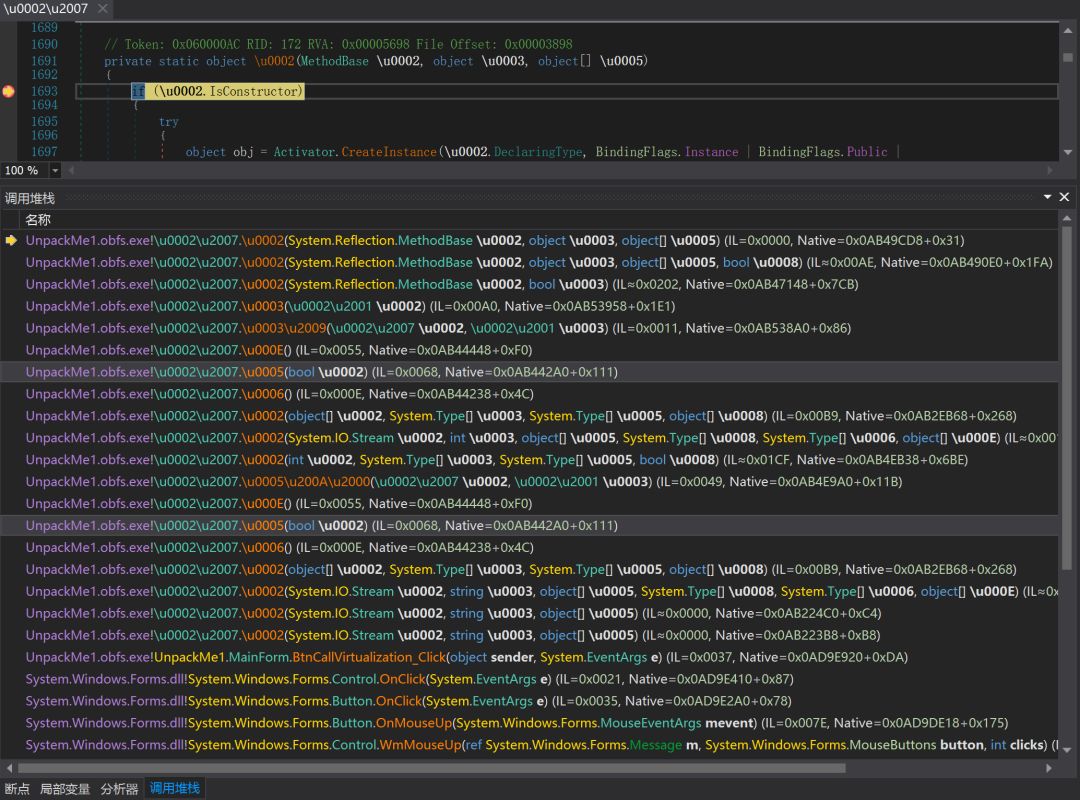 \u0002\u2007
1689
1690 // Token: 0x060000AC RID: 172 RVA: 0x00005698 File Offset: 0x00003898
1691 private static object \u0002(MethodBase \u0002, object \u0003, object[] \u0005)
1692 {
1693 if (\u0002.IsConstructor)
1694 {
1695 try
1696 {
1697 object obj = Activator.CreateInstance(\u0002.DeclaringType, BindingFlags.Instance | BindingFlags.Public |
100 %
调用堆栈
名称
UnpackMe1.obfs.exe!\u0002\u2007.\u0002(System.Reflection.MethodBase \u0002, object \u0003, object[] \u0005) (IL=0x0000, Native=0x0AB49CD8+0x31)
UnpackMe1.obfs.exe!\u0002\u2007.\u0002(System.Reflection.MethodBase \u0002, object \u0003, object[] \u0005, bool \u0008) (IL≈0x00AE, Native=0x0AB490E0+0x1FA)
UnpackMe1.obfs.exe!\u0002\u2007.\u0002(System.Reflection.MethodBase \u0002, bool \u0003) (IL≈0x0202, Native=0x0AB47148+0x7CB)
UnpackMe1.obfs.exe!\u0002\u2007.\u0003(\u0002\u2001 \u0002) (IL=0x00A0, Native=0x0AB53958+0x1E1)
UnpackMe1.obfs.exe!\u0002\u2007.\u0003\u2009(\u0002\u2007 \u0002, \u0002\u2001 \u0003) (IL=0x0011, Native=0x0AB538A0+0x86)
UnpackMe1.obfs.exe!\u0002\u2007.\u000E() (IL=0x0055, Native=0x0AB44448+0xF0)
UnpackMe1.obfs.exe!\u0002\u2007.\u0005(bool \u0002) (IL=0x0068, Native=0x0AB442A0+0x111)
UnpackMe1.obfs.exe!\u0002\u2007.\u0006() (IL=0x000E, Native=0x0AB44238+0x4C)
UnpackMe1.obfs.exe!\u0002\u2007.\u0002(object[] \u0002, System.Type[] \u0003, System.Type[] \u0005, object[] \u0008) (IL=0x00B9, Native=0x0AB2EB68+0x268)
UnpackMe1.obfs.exe!\u0002\u2007.\u0002(System.IO.Stream \u0002, int \u0003, object[] \u0005, System.Type[] \u0008, System.Type[] \u0006, object[] \u000E) (IL≈0x00
UnpackMe1.obfs.exe!\u0002\u2007.\u0002(int \u0002, System.Type[] \u0003, System.Type[] \u0005, bool \u0008) (IL≈0x01CF, Native=0x0AB4EB38+0x6BE)
UnpackMe1.obfs.exe!\u0002\u2007.\u0005\u200A\u2000(\u0002\u2007 \u0002, \u0002\u2001 \u0003) (IL=0x0049, Native=0x0AB4E9A0+0x11B)
UnpackMe1.obfs.exe!\u0002\u2007.\u000E() (IL=0x0055, Native=0x0AB44448+0xF0)
UnpackMe1.obfs.exe!\u0002\u2007.\u0005(bool \u0002) (IL=0x0068, Native=0x0AB442A0+0x111)
UnpackMe1.obfs.exe!\u0002\u2007.\u0006() (IL=0x000E, Native=0x0AB44238+0x4C)
UnpackMe1.obfs.exe!\u0002\u2007.\u0002(object[] \u0002, System.Type[] \u0003, System.Type[] \u0005, object[] \u0008) (IL=0x00B9, Native=0x0AB2EB68+0x268)
UnpackMe1.obfs.exe!\u0002\u2007.\u0002(System.IO.Stream \u0002, string \u0003, object[] \u0005, System.Type[] \u0008, System.Type[] \u0006, object[] \u000E) (IL≈0x
UnpackMe1.obfs.exe!\u0002\u2007.\u0002(System.IO.Stream \u0002, string \u0003, object[] \u0005) (IL≈0x0000, Native=0x0AB224C0+0xC4)
UnpackMe1.obfs.exe!\u0002\u2007.\u0002(System.IO.Stream \u0002, string \u0003, object[] \u0005) (IL≈0x0000, Native=0x0AB223B8+0xB8)
UnpackMe1.obfs.exe!UnpackMe1.MainForm.BtnCallVirtualization_Click(object sender, System.EventArgs e) (IL=0x0037, Native=0x0AD9E920+0xDA)
System.Windows.Forms.dll!System.Windows.Forms.Control.OnClick(System.EventArgs e) (IL=0x0021, Native=0x0AD9E410+0x87)
System.Windows.Forms.dll!System.Windows.Forms.Button.OnClick(System.EventArgs e) (IL=0x0035, Native=0x0AD9E2A0+0x78)
System.Windows.Forms.dll!System.Windows.Forms.Button.OnMouseUp(System.Windows.Forms.MouseEventArgs mevent) (IL=0x007E, Native=0x0AD9DE18+0x175)
System.Windows.Forms.dll!System.Windows.Forms.Control.WmMouseUp(ref System.Windows.Forms.Message m, System.Windows.Forms.MouseButtons button, int clicks) (I
断点 局部变量 分析器 调用堆栈